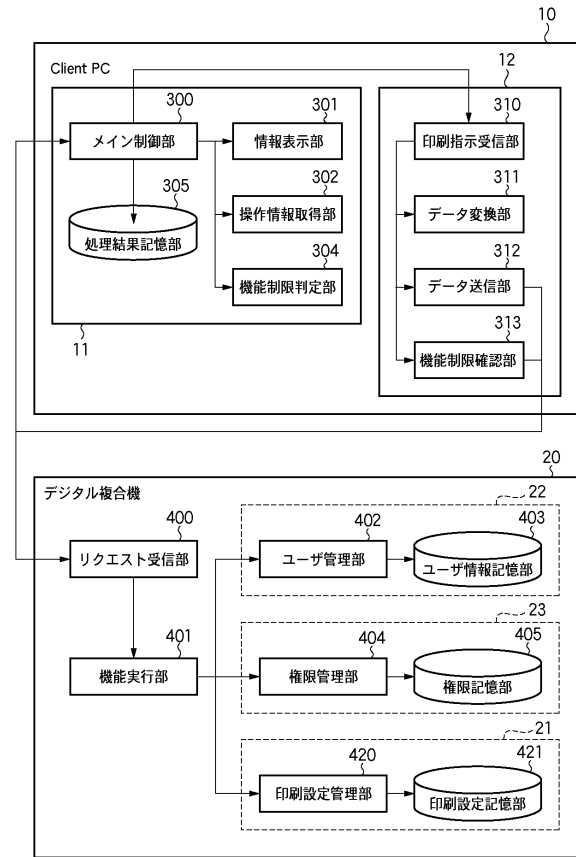 10
Client PC
12
300
メイン制御部
301
情報表示部
310
印刷指示受信部
305
処理結果記憶部
302
操作情報取得部
311
データ変換部
304
機能制限判定部
312
データ送信部
11
313
機能制限確認部
20
デジタル複合機
22
400
リクエスト受信部
402
ユーザ管理部
403
ユーザ情報記憶部
23
401
機能実行部
404
権限管理部
405
権限記憶部
21
420
印刷設定管理部
421
印刷設定記憶部